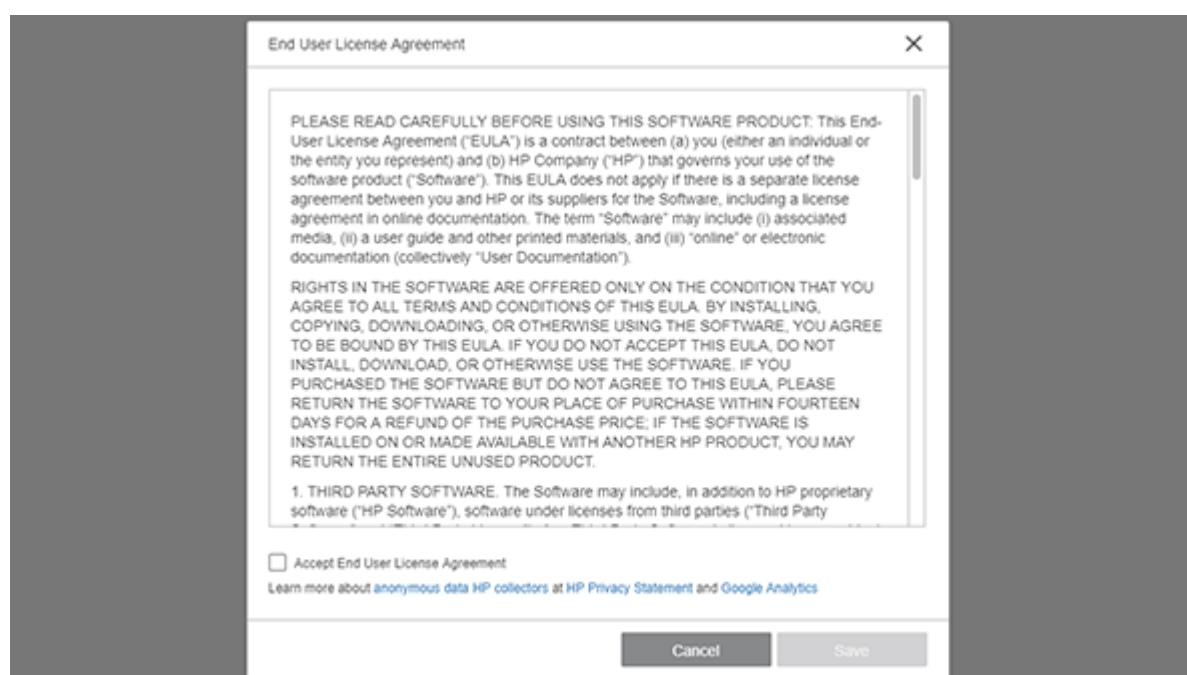 End User License Agreement
PLEASE READ CAREFULLY BEFORE USING THIS SOFTWARE PRODUCT: This End-
User License Agreement ("EULA") is a contract between (a) you (either an individual or
the entity you represent) and (b) HP Company ("HP") that governs your use of the
software product ("Software"). This EULA does not apply if there is a separate license
agreement between you and HP or its suppliers for the Software, including a license
agreement in online documentation. The term "Software" may include (i) associated
media, (ii) a user guide and other printed materials, and (iii) "online" or electronic
documentation (collectively "User Documentation").
RIGHTS IN THE SOFTWARE ARE OFFERED ONLY ON THE CONDITION THAT YOU
AGREE TO ALL TERMS AND CONDITIONS OF THIS EULA. BY INSTALLING,
COPYING, DOWNLOADING, OR OTHERWISE USING THE SOFTWARE, YOU AGREE
TO BE BOUND BY THIS EULA. IF YOU DO NOT ACCEPT THIS EULA, DO NOT
INSTALL, DOWNLOAD, OR OTHERWISE USE THE SOFTWARE. IF YOU
PURCHASED THE SOFTWARE BUT DO NOT AGREE TO THIS EULA, PLEASE
RETURN THE SOFTWARE TO YOUR PLACE OF PURCHASE WITHIN FOURTEEN
DAYS FOR A REFUND OF THE PURCHASE PRICE; IF THE SOFTWARE IS
INSTALLED ON OR MADE AVAILABLE WITH ANOTHER HP PRODUCT, YOU MAY
RETURN THE ENTIRE UNUSED PRODUCT.
1. THIRD PARTY SOFTWARE. The Software may include, in addition to HP proprietary
software ("HP Software"), software under licenses from third parties ("Third Party
Accept End User License Agreement
Learn more about anonymous data HP collectors at HP Privacy Statement and Google Analytics
Cancel
Save